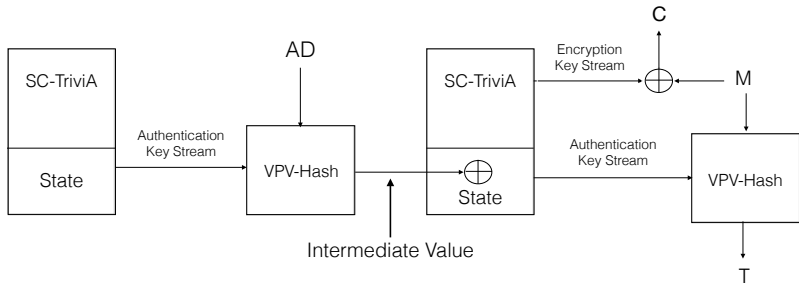 C
AD
SC-TriviA
SC-TriviA
Encryption
Key Stream
M
Authentication
Key Stream
Authentication
Key Stream
State
VPV-Hash
State
VPV-Hash
Intermediate Value
T